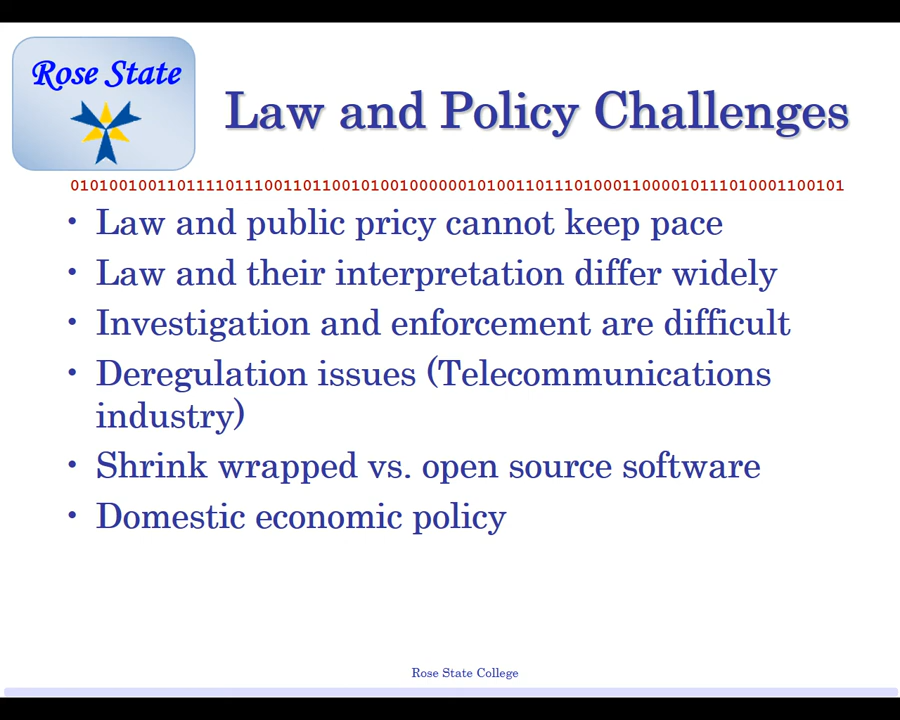 Rose State
Law and Policy Challenges
01010010011011110111001101100101001000000101001101110100011000010111010001100101
• Law and public pricy cannot keep pace
• Law and their interpretation differ widely
• Investigation and enforcement are difficult
• Deregulation issues (Telecommunications
industry)
• Shrink wrapped vs. open source software
• Domestic economic policy
Rose State College